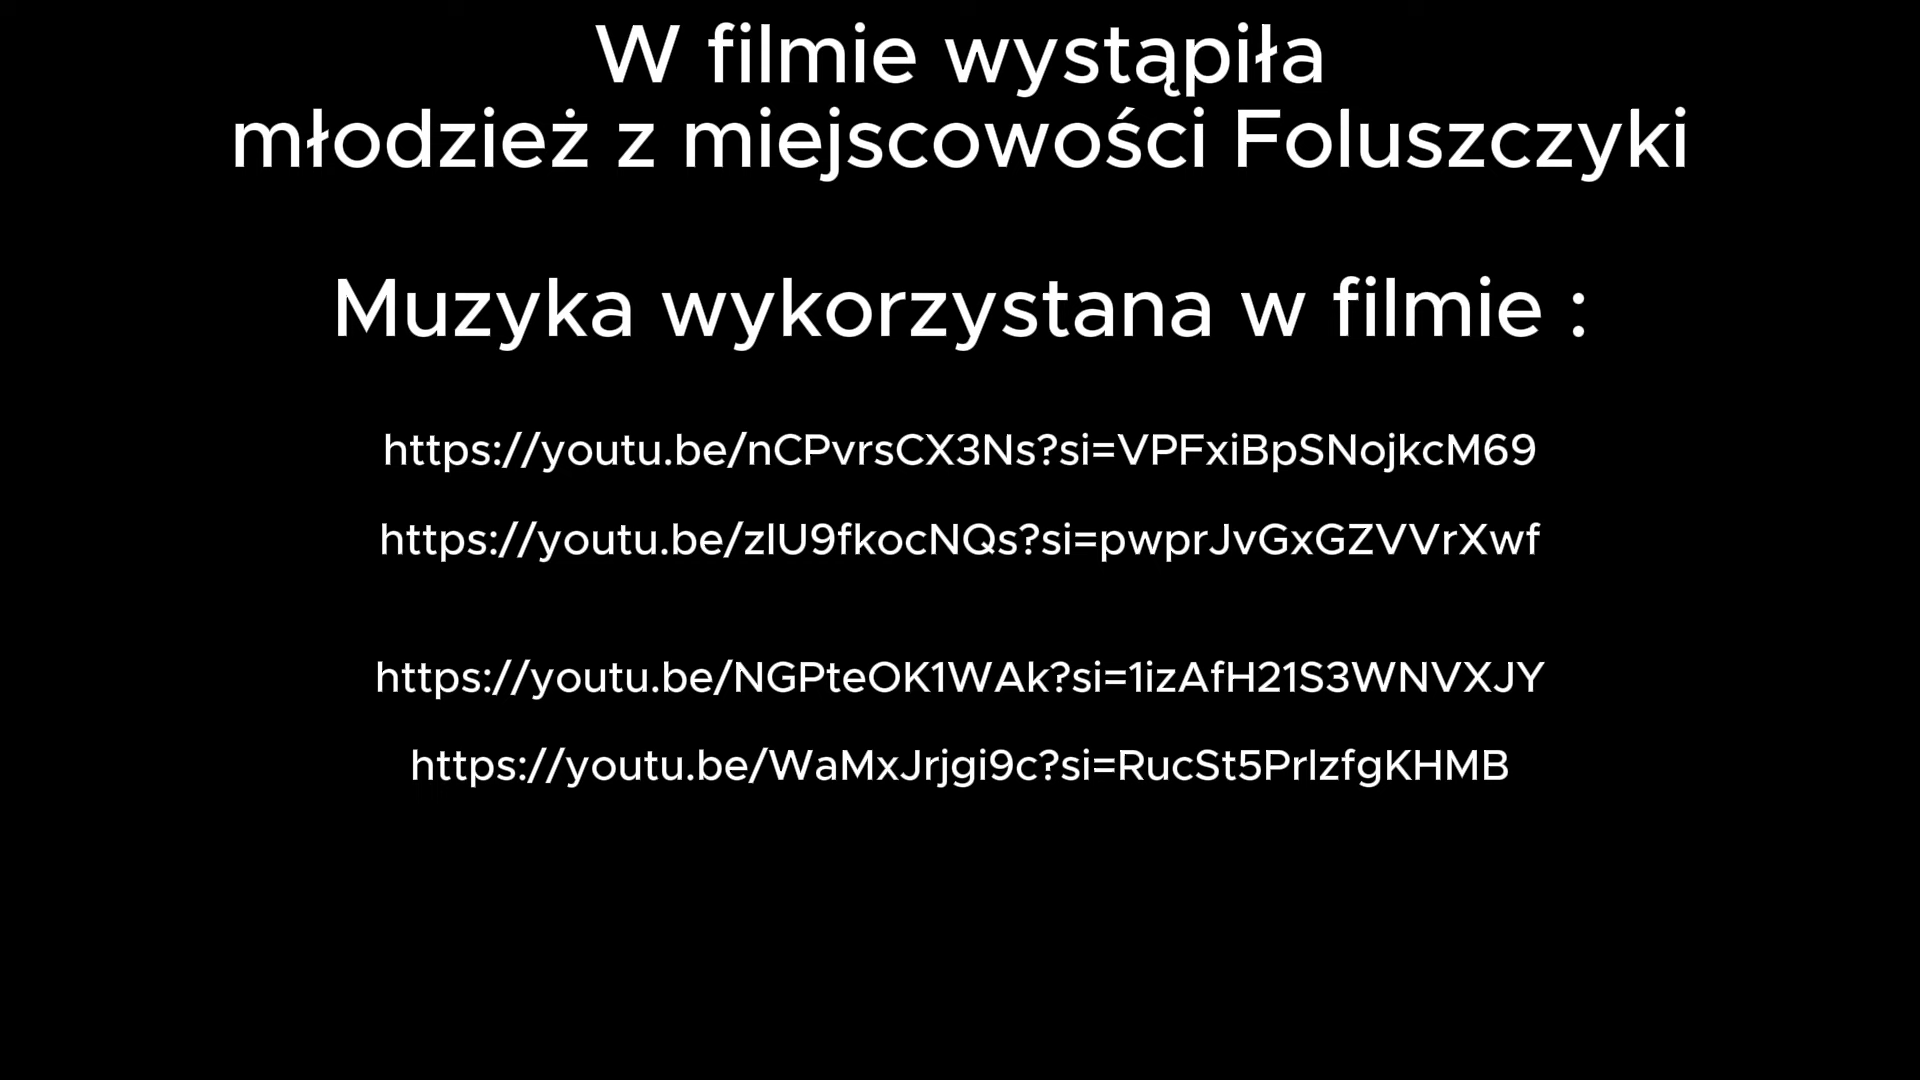 W filmie wystąpiła
młodzież z miejscowości Foluszczyki
Muzyka wykorzystana w filmie :
https://youtu.be/nCPvrsCX3Ns?si=VPFxiBpSNojkcM69
https://youtu.be/zlU9fkocNQs?si=pwprJvGxGZVVrXwf
https://youtu.be/NGPteOK1WAk?si=1izAfH21S3WNVXJY
https://youtu.be/WaMxJrjgi9c?si=RucSt5PrlzfgKHMB